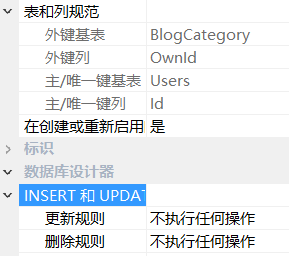 表和列规范
外键基表 BlogCategory
外键列 OwnId
主/唯一键基表 Users
主/唯一键列 Id
在创建或重新启用 是
标识
数据库设计器
INSERT 和 UPDAT
更新规则 不执行任何操作
删除规则 不执行任何操作